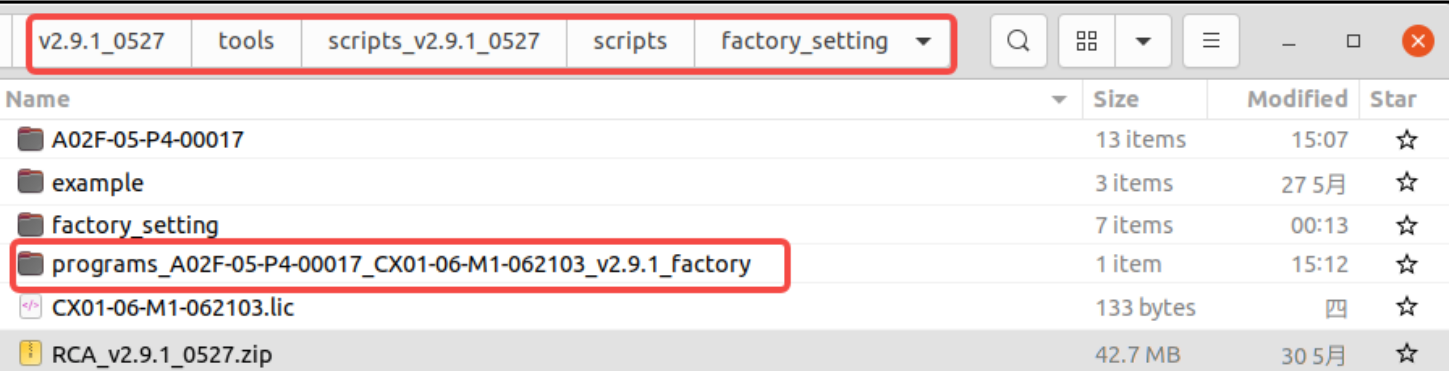 v2.9.1_0527 tools scripts_v2.9.1_0527 scripts factory_setting
Name Size Modified Star
A02F-05-P4-00017 13 items 15:07
example 3 items 27 5月
factory_setting 7 items 00:13
programs_A02F-05-P4-00017_CX01-06-M1-062103_v2.9.1_factory 1 item 15:12
CX01-06-M1-062103.lic 133 bytes 四
RCA_v2.9.1_0527.zip 42.7 MB 30 5月